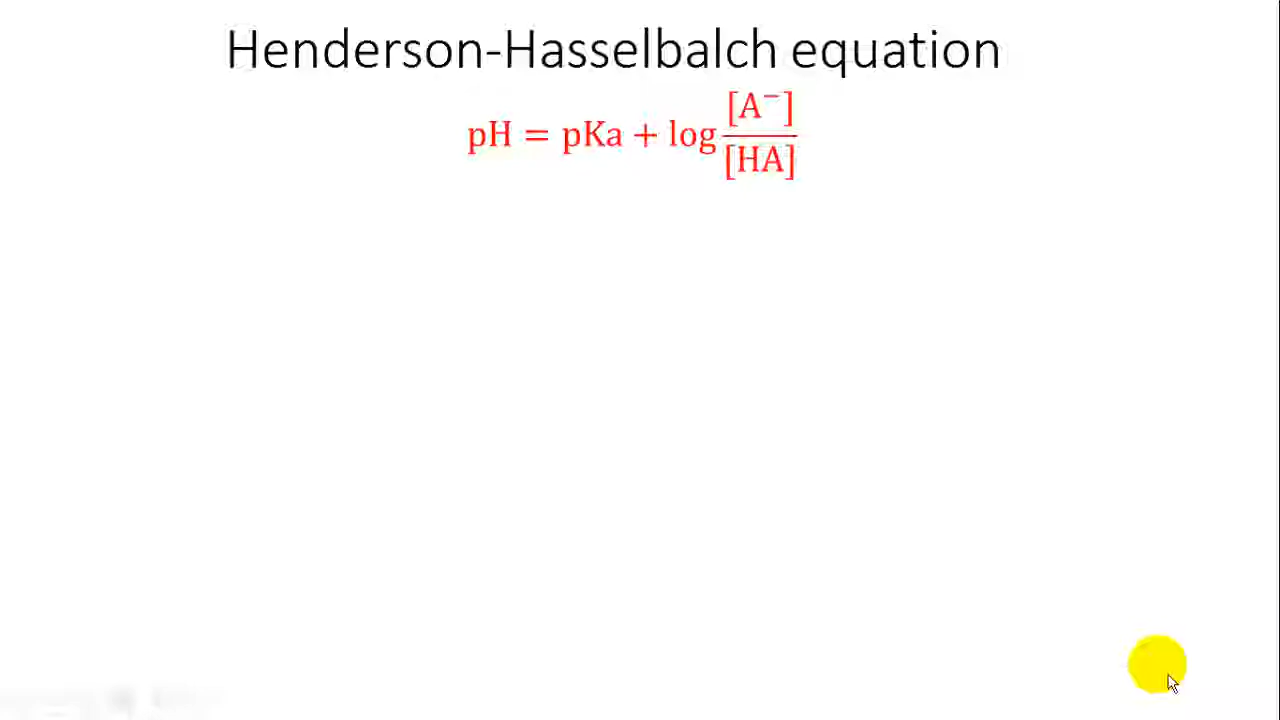 Henderson-Hasselbalch equation
pH = pKa + log [A⁻] / [HA]